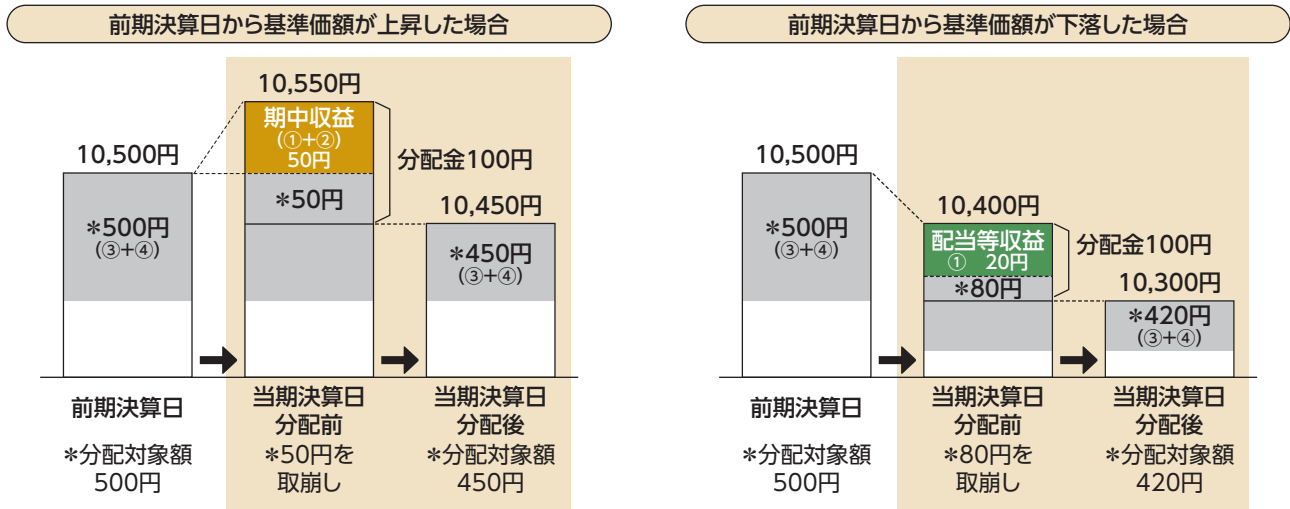 前期決算日から基準価額が上昇した場合
10,500円
*500円
(③+④)
10,550円
期中収益
(①+②)
50円
*50円
分配金100円
10,450円
*450円
(③+④)
前期決算日
*分配対象額
500円
当期決算日
分配前
*50円を
取崩し
当期決算日
分配後
*分配対象額
450円
前期決算日から基準価額が下落した場合
10,500円
*500円
(③+④)
10,400円
配当等収益
① 20円
*80円
分配金100円
10,300円
*420円
(③+④)
前期決算日
*分配対象額
500円
当期決算日
分配前
*80円を
取崩し
当期決算日
分配後
*分配対象額
420円